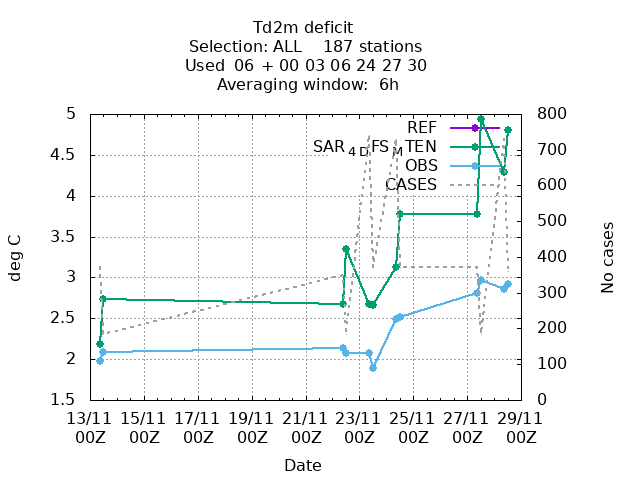 Td2m deficit
Selection: ALL    187 stations
Used  06 + 00 03 06 24 27 30
Averaging window:  6h
5
4.5
4
3.5
3
2.5
2
1.5
deg C
800
700
600
500
400
300
200
100
0
No cases
REF
SAR4DFSMTEN
OBS
CASES
13/11 15/11 17/11 19/11 21/11 23/11 25/11 27/11 29/11
00Z 00Z 00Z 00Z 00Z 00Z 00Z 00Z 00Z
Date